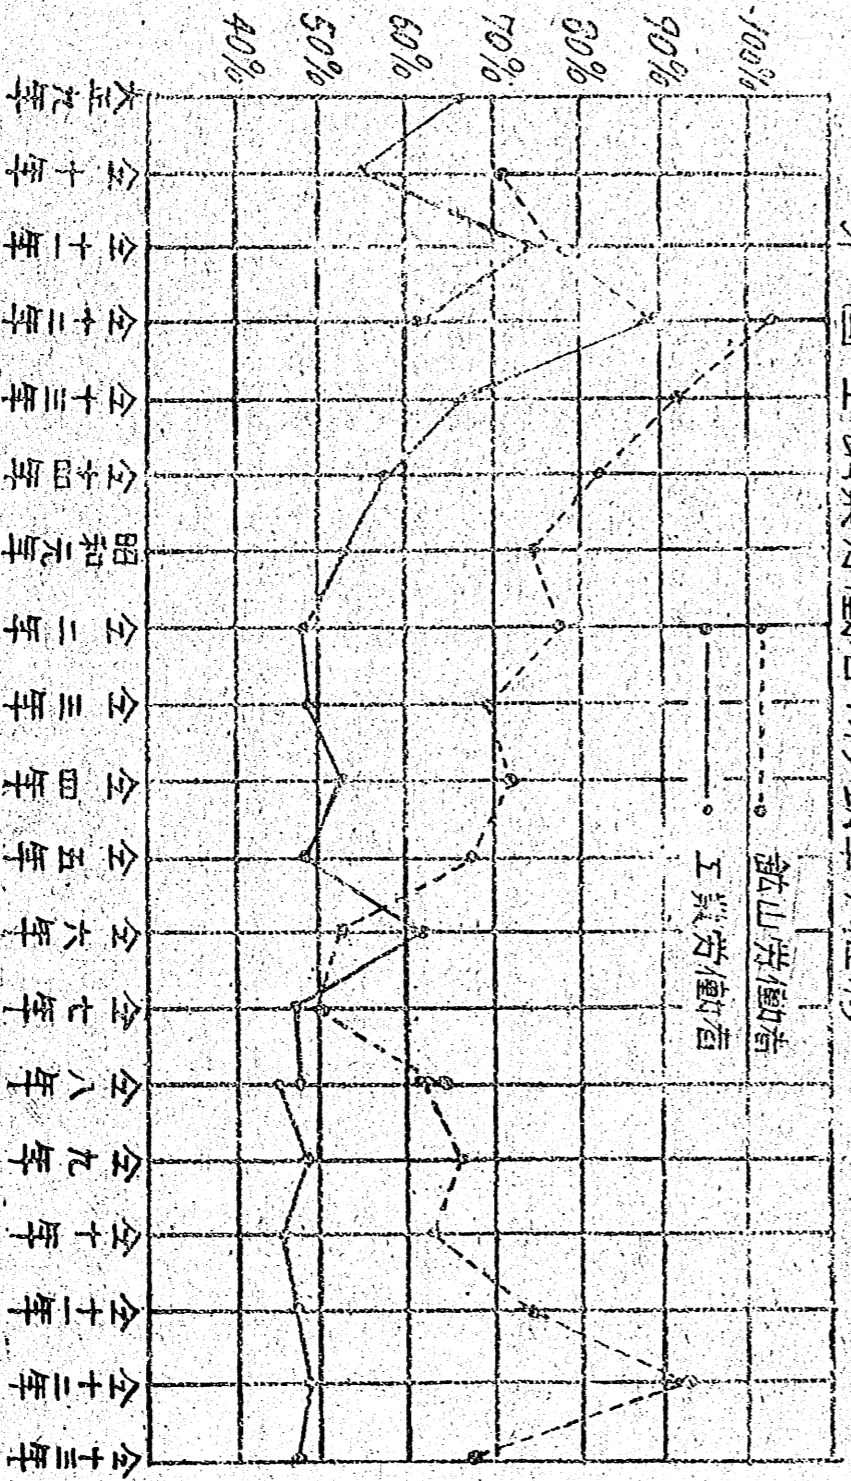 100%
90%
80%
70%
60%
50%
40%
鉱山労働者
工業労働者
大正九年
仝十年
仝十一年
仝十二年
仝十三年
仝十四年
昭和元年
仝二年
仝三年
仝四年
仝五年
仝六年
仝七年
仝八年
仝九年
仝十年
仝十一年
仝十二年
仝十三年